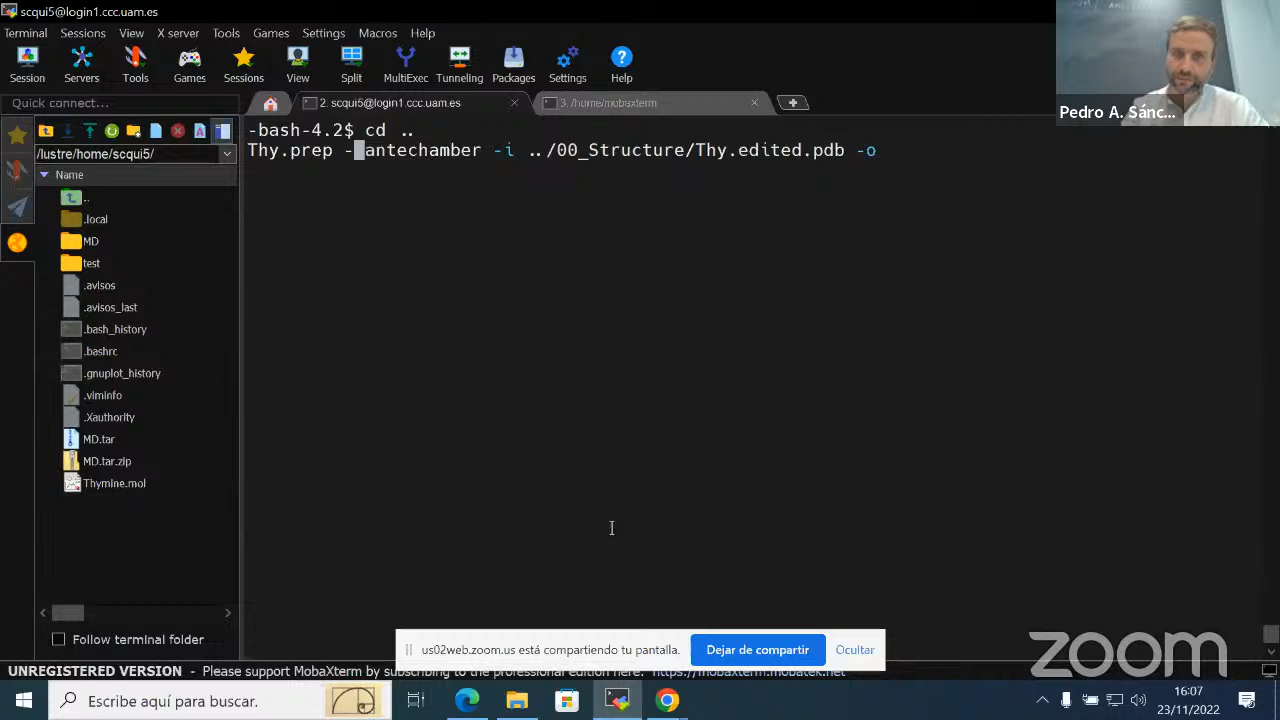 scqui5@login1.ccc.uam.es
Terminal Sessions View X server Tools Games Settings Macros Help
Session Servers Tools Games Sessions View Split MultiExec Tunneling Packages Settings Help
Quick connect...
2. scqui5@login1.ccc.uam.es
3. /home/mobaxterm
/lustre/home/scqui5/
Name
..
.local
MD
test
.avisos
.avisos_last
.bash_history
.bashrc
.gnuplot_history
.viminfo
.Xauthority
MD.tar
MD.tar.zip
Thymine.mol
Follow terminal folder
-bash-4.2$ cd ..
Thy.prep - antechamber -i ../00_Structure/Thy.edited.pdb -o
Pedro A. Sánc...
us02web.zoom.us está compartiendo tu pantalla. Dejar de compartir Ocultar
zoom
UNREGISTERED VERSION - Please support MobaXterm by subscribing to the professional edition here: https://mobaxterm.mobatek.net
Escribe aquí para buscar.
16:07
23/11/2022